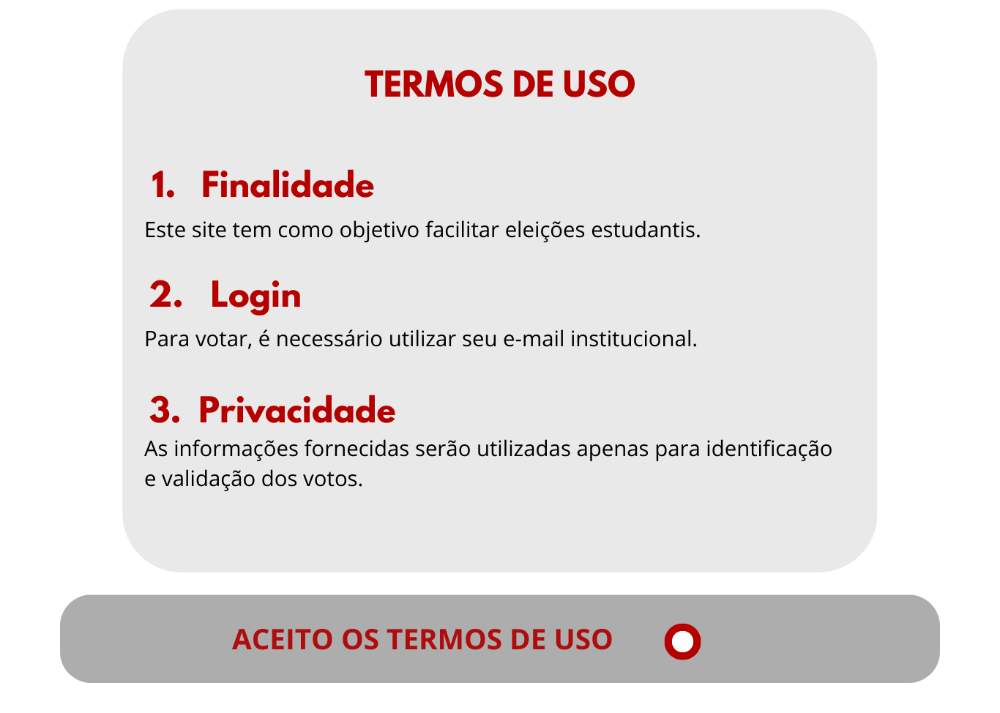 TERMOS DE USO
1. Finalidade
Este site tem como objetivo facilitar eleições estudantis.
2. Login
Para votar, é necessário utilizar seu e-mail institucional.
3. Privacidade
As informações fornecidas serão utilizadas apenas para identificação
e validação dos votos.
ACEITO OS TERMOS DE USO